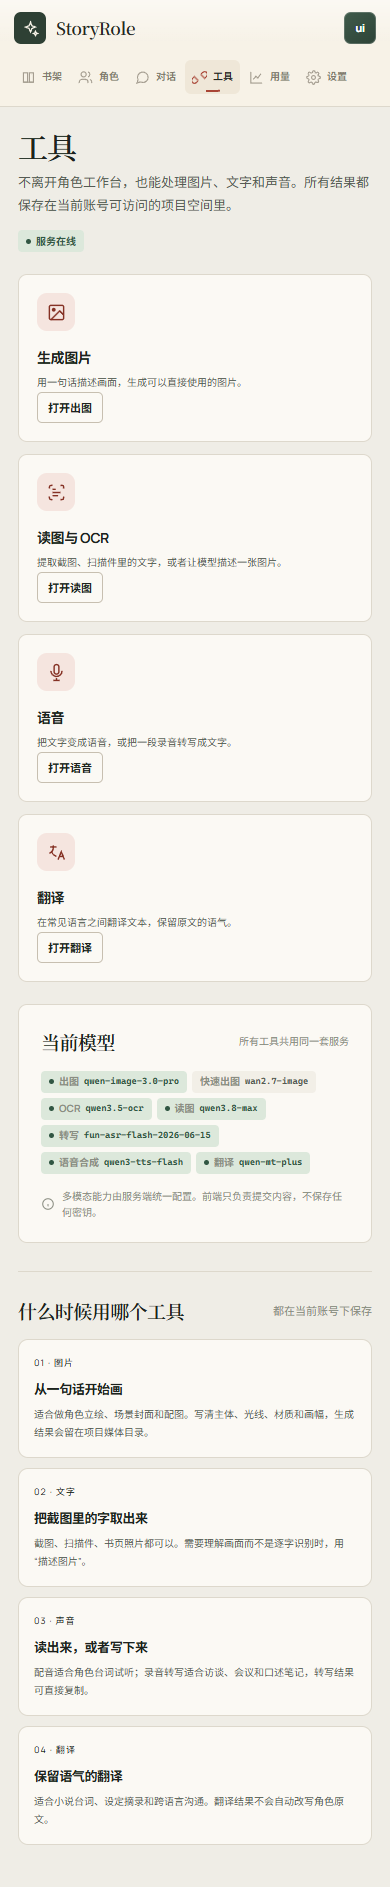 StoryRole
ui
书架
角色
对话
工具
用量
设置
工具
不离开角色工作台，也能处理图片、文字和声音。所有结果都
保存在当前账号可访问的项目空间里。
服务在线
生成图片
用一句话描述画面，生成可以直接使用的图片。
打开出图
读图与 OCR
提取截图、扫描件里的文字，或者让模型描述一张图片。
打开读图
语音
把文字变成语音，或把一段录音转写成文字。
打开语音
翻译
在常见语言之间翻译文本，保留原文的语气。
打开翻译
当前模型
所有工具共用同一套服务
出图 qwen-image-3.0-pro
快速出图 wan2.7-image
OCR qwen3.5-ocr
读图 qwen3.8-max
转写 fun-asr-flash-2026-06-15
语音合成 qwen3-tts-flash
翻译 qwen-mt-plus
多模态能力由服务端统一配置。前端只负责提交内容，不保存任
何密钥。
什么时候用哪个工具
都在当前账号下保存
01 · 图片
从一句话开始画
适合做角色立绘、场景封面和配图。写清主体、光线、材质和画幅，生成
结果会留在项目媒体目录。
02 · 文字
把截图里的字取出来
截图、扫描件、书页照片都可以。需要理解画面而不是逐字识别时，用
“描述图片”。
03 · 声音
读出来，或者写下来
配音适合角色台词试听；录音转写适合访谈、会议和口述笔记，转写结果
可直接复制。
04 · 翻译
保留语气的翻译
适合小说台词、设定摘录和跨语言沟通。翻译结果不会自动改写角色原
文。